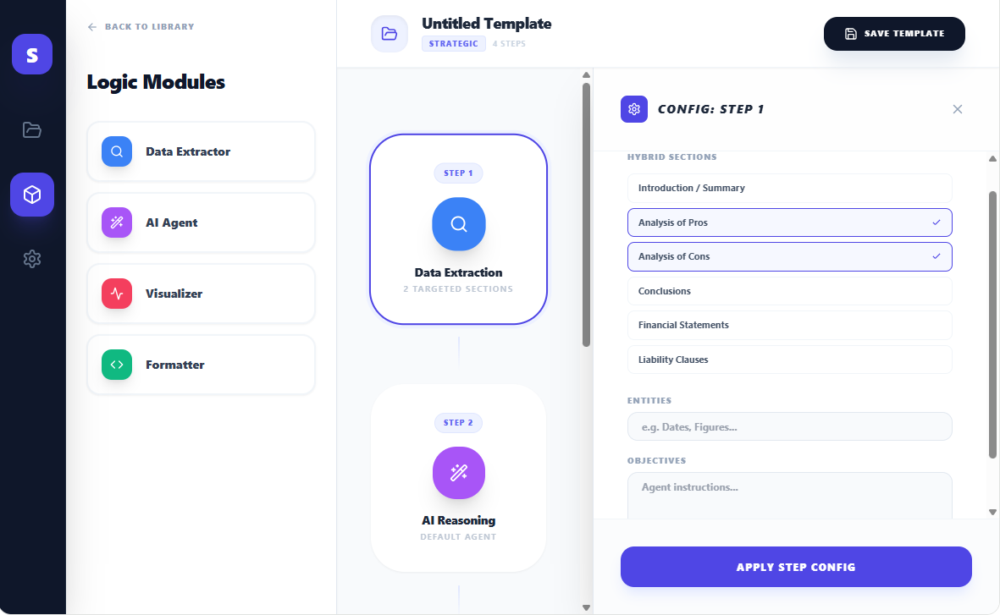 S
BACK TO LIBRARY
Logic Modules
Data Extractor
AI Agent
Visualizer
Formatter
Untitled Template
STRATEGIC 4 STEPS
SAVE TEMPLATE
STEP 1
Data Extraction
2 TARGETED SECTIONS
STEP 2
AI Reasoning
DEFAULT AGENT
CONFIG: STEP 1
HYBRID SECTIONS
Introduction / Summary
Analysis of Pros
Analysis of Cons
Conclusions
Financial Statements
Liability Clauses
ENTITIES
e.g. Dates, Figures...
OBJECTIVES
Agent instructions...
APPLY STEP CONFIG